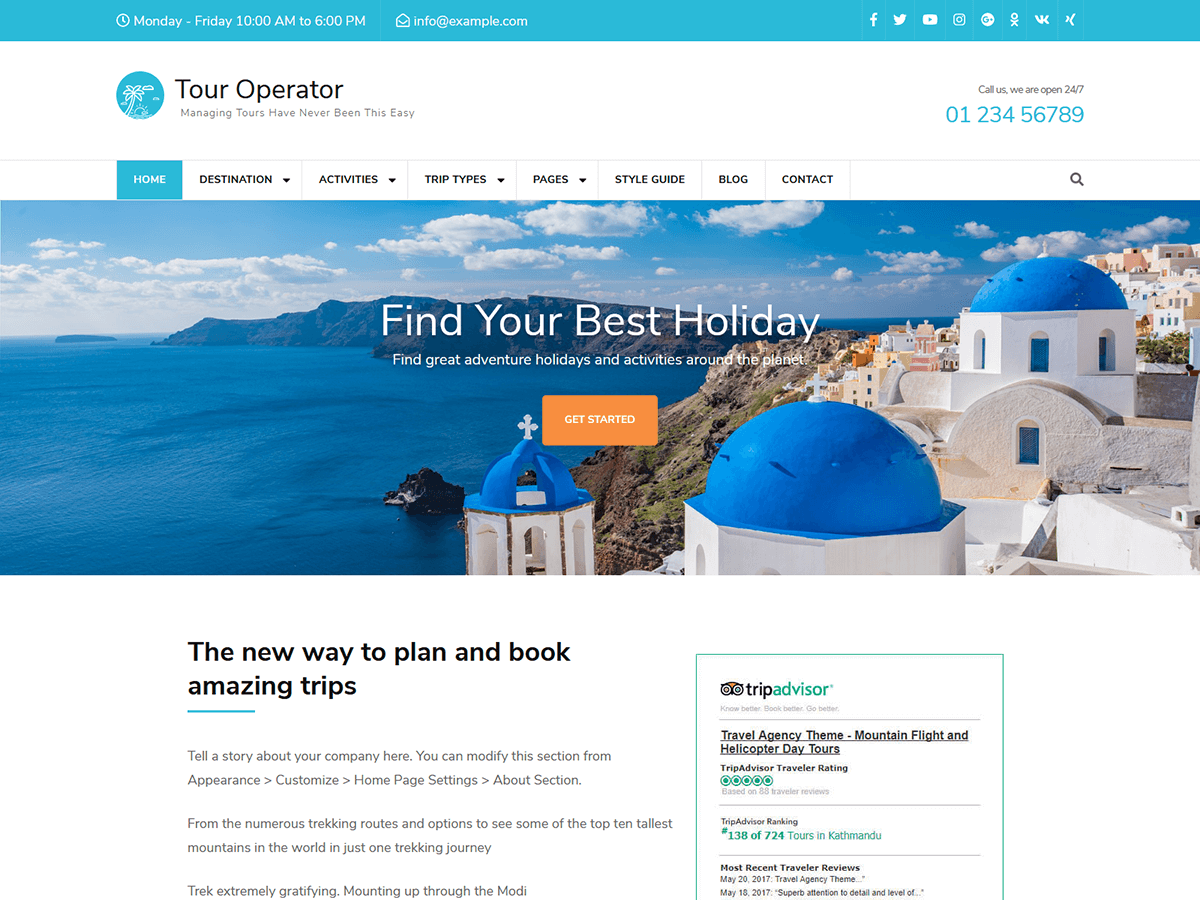 Monday - Friday 10:00 AM to 6:00 PM
info@example.com
Tour Operator
Managing Tours Have Never Been This Easy
Call us, we are open 24/7
01 234 56789
HOME
DESTINATION
ACTIVITIES
TRIP TYPES
PAGES
STYLE GUIDE
BLOG
CONTACT
Find Your Best Holiday
Find great adventure holidays and activities around the planet.
GET STARTED
The new way to plan and book
amazing trips
Tell a story about your company here. You can modify this section from
Appearance > Customize > Home Page Settings > About Section.
From the numerous trekking routes and options to see some of the top ten tallest
mountains in the world in just one trekking journey
Trek extremely gratifying. Mounting up through the Modi
tripadvisor®
Know better. Book better. Go better.
Travel Agency Theme - Mountain Flight and
Helicopter Day Tours
TripAdvisor Traveler Rating
Based on 88 traveler reviews
TripAdvisor Ranking
#138 of 724 Tours in Kathmandu
Most Recent Traveler Reviews
May 20, 2017: Travel Agency Theme..."
May 18, 2017: "Superb attention to detail and level of..."